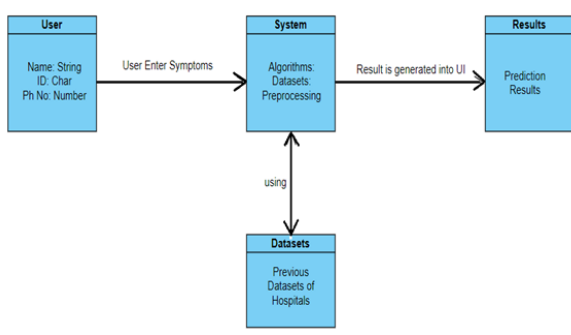 User
Name: String
ID: Char
Ph No: Number
User Enter Symptoms
System
Algorithms:
Datasets:
Preprocessing
Result is generated into UI
Results
Prediction
Results
using
Datasets
Previous
Datasets of
Hospitals